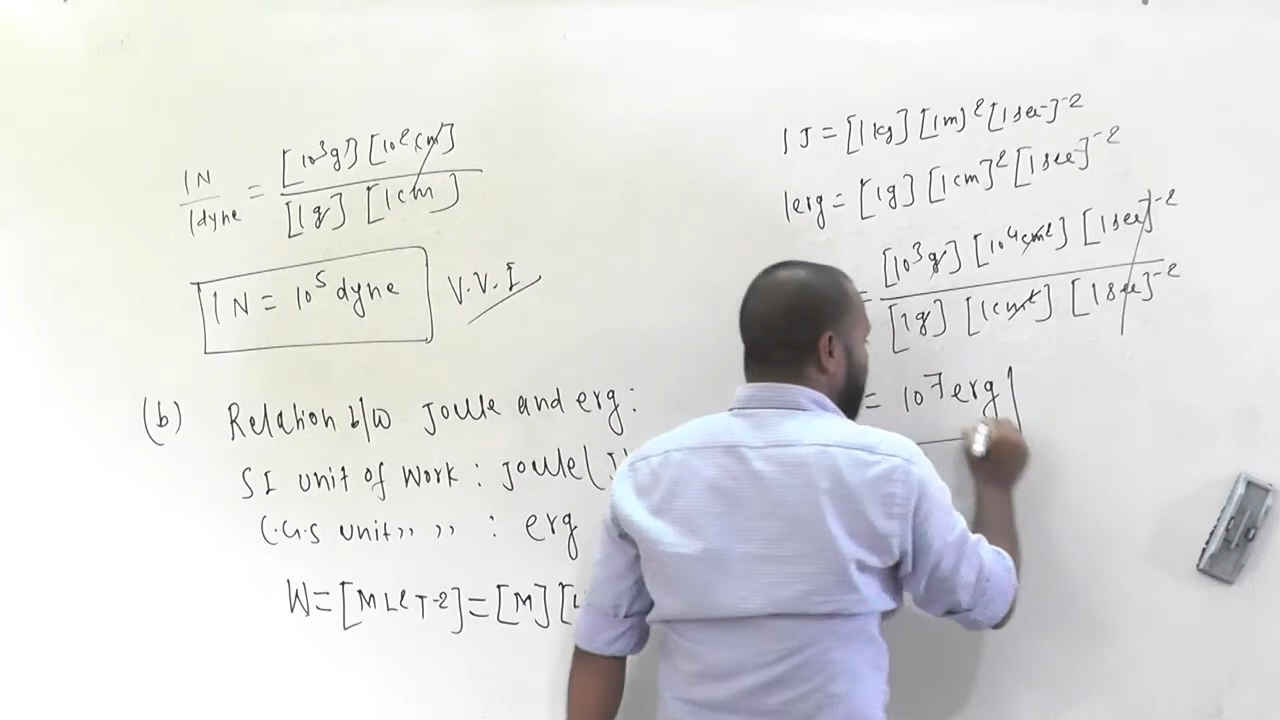 1N/1dyne = [10³g] [10²cm] / [1g] [1cm]
1N = 10⁵ dyne V.V.I
(b) Relation b/w Joule and erg:
SI unit of work : Joule (J
C.G.S unit ,, ,, : erg
W = [ML²T-2] = [M] [L
1J = [1kg] [1m]² [1sec]⁻²
1erg = [1g] [1cm]² [1sec]⁻²
= [10³g] [10⁴cm²] [1sec]⁻² / [1g] [1cm²] [1sec]⁻²
= 10⁷ erg